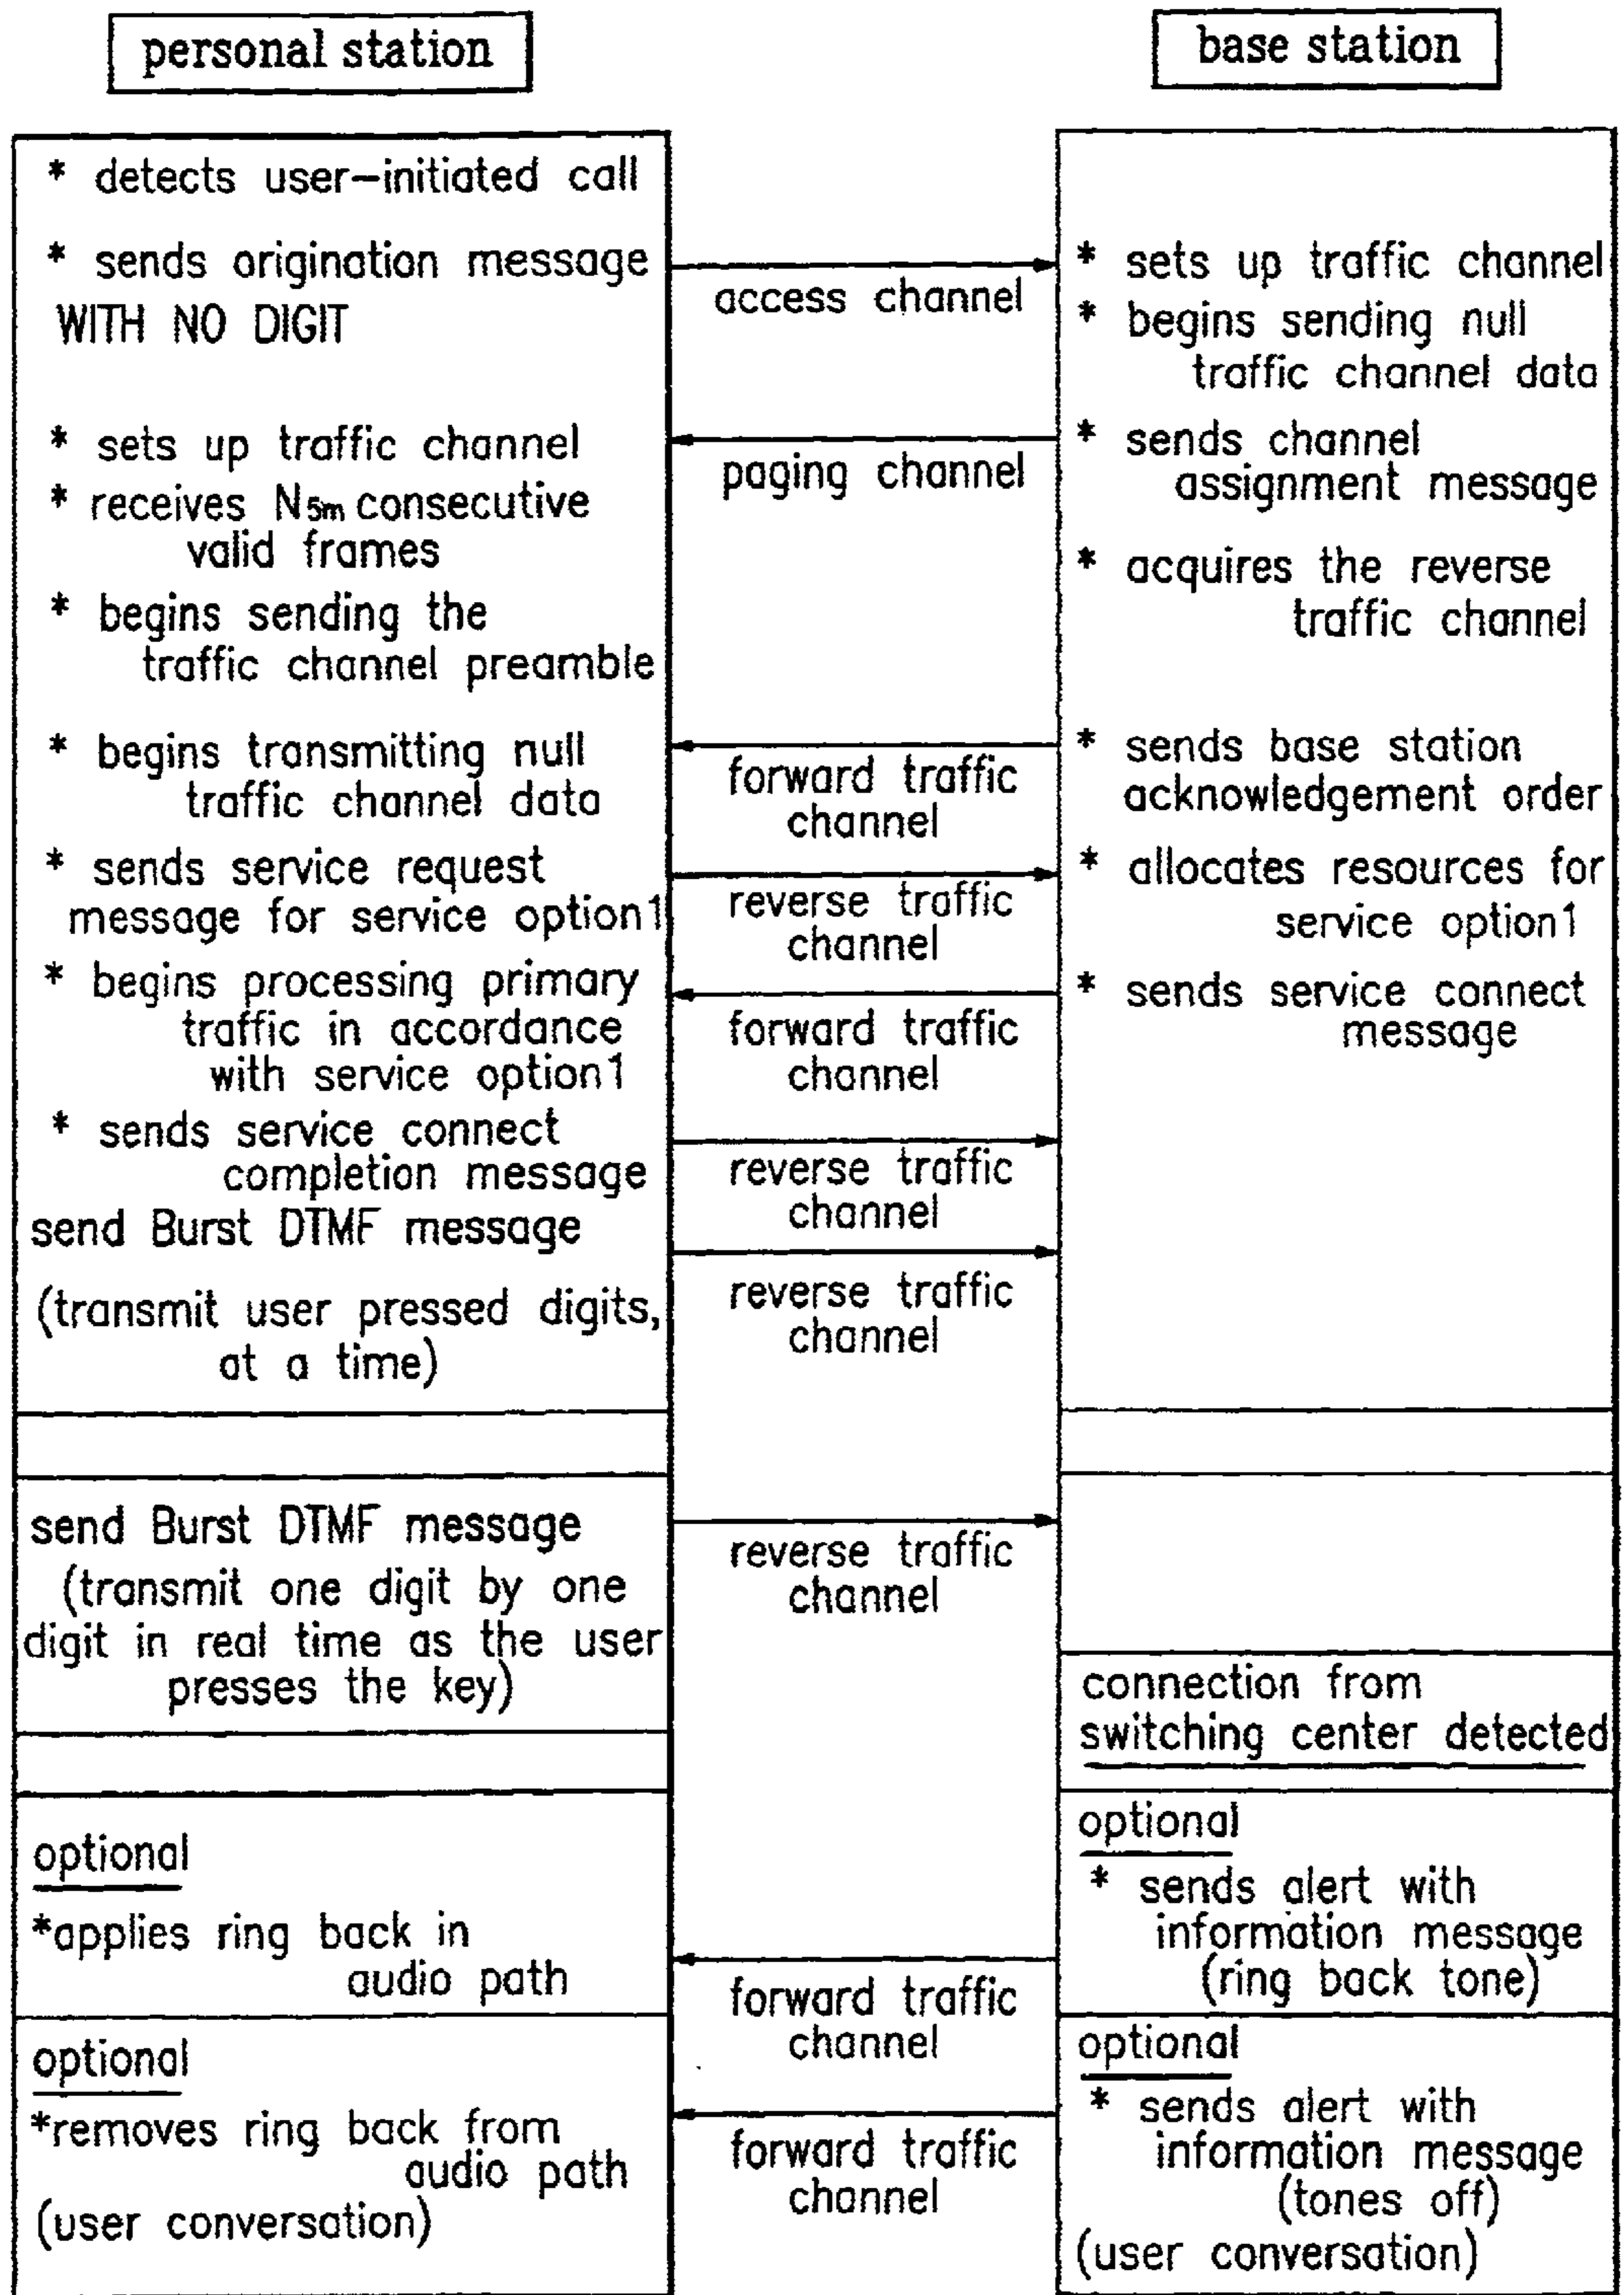 personal station
base station
* detects user-initiated call
* sends origination message
WITH NO DIGIT
* sets up traffic channel
* receives N5m consecutive
valid frames
* begins sending the
traffic channel preamble
* begins transmitting null
traffic channel data
* sends service request
message for service option1
* begins processing primary
traffic in accordance
with service option1
* sends service connect
completion message
send Burst DTMF message
(transmit user pressed digits,
at a time)
send Burst DTMF message
(transmit one digit by one
digit in real time as the user
presses the key)
optional
*applies ring back in
audio path
optional
*removes ring back from
audio path
(user conversation)
access channel
paging channel
forward traffic
channel
reverse traffic
channel
forward traffic
channel
reverse traffic
channel
reverse traffic
channel
reverse traffic
channel
forward traffic
channel
forward traffic
channel
* sets up traffic channel
* begins sending null
traffic channel data
* sends channel
assignment message
* acquires the reverse
traffic channel
* sends base station
acknowledgement order
* allocates resources for
service option1
* sends service connect
message
connection from
switching center detected
optional
* sends alert with
information message
(ring back tone)
optional
* sends alert with
information message
(tones off)
(user conversation)